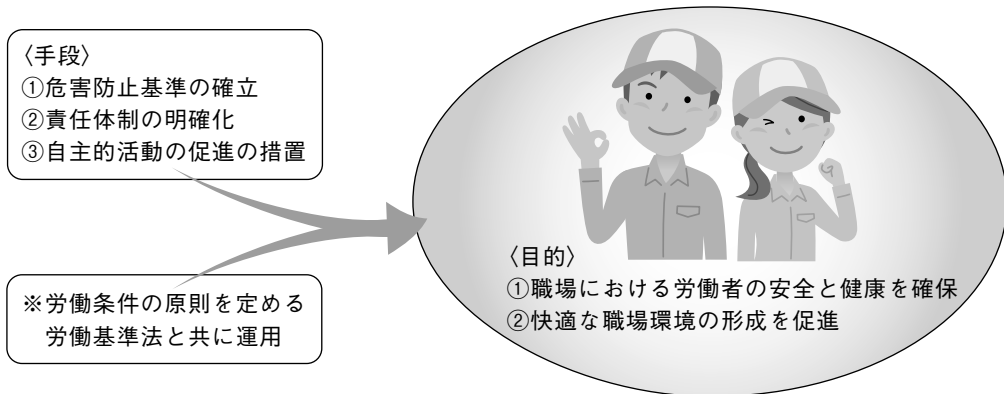 〈手段〉
①危害防止基準の確立
②責任体制の明確化
③自主的活動の促進の措置
※労働条件の原則を定める
労働基準法と共に運用
〈目的〉
①職場における労働者の安全と健康を確保
②快適な職場環境の形成を促進